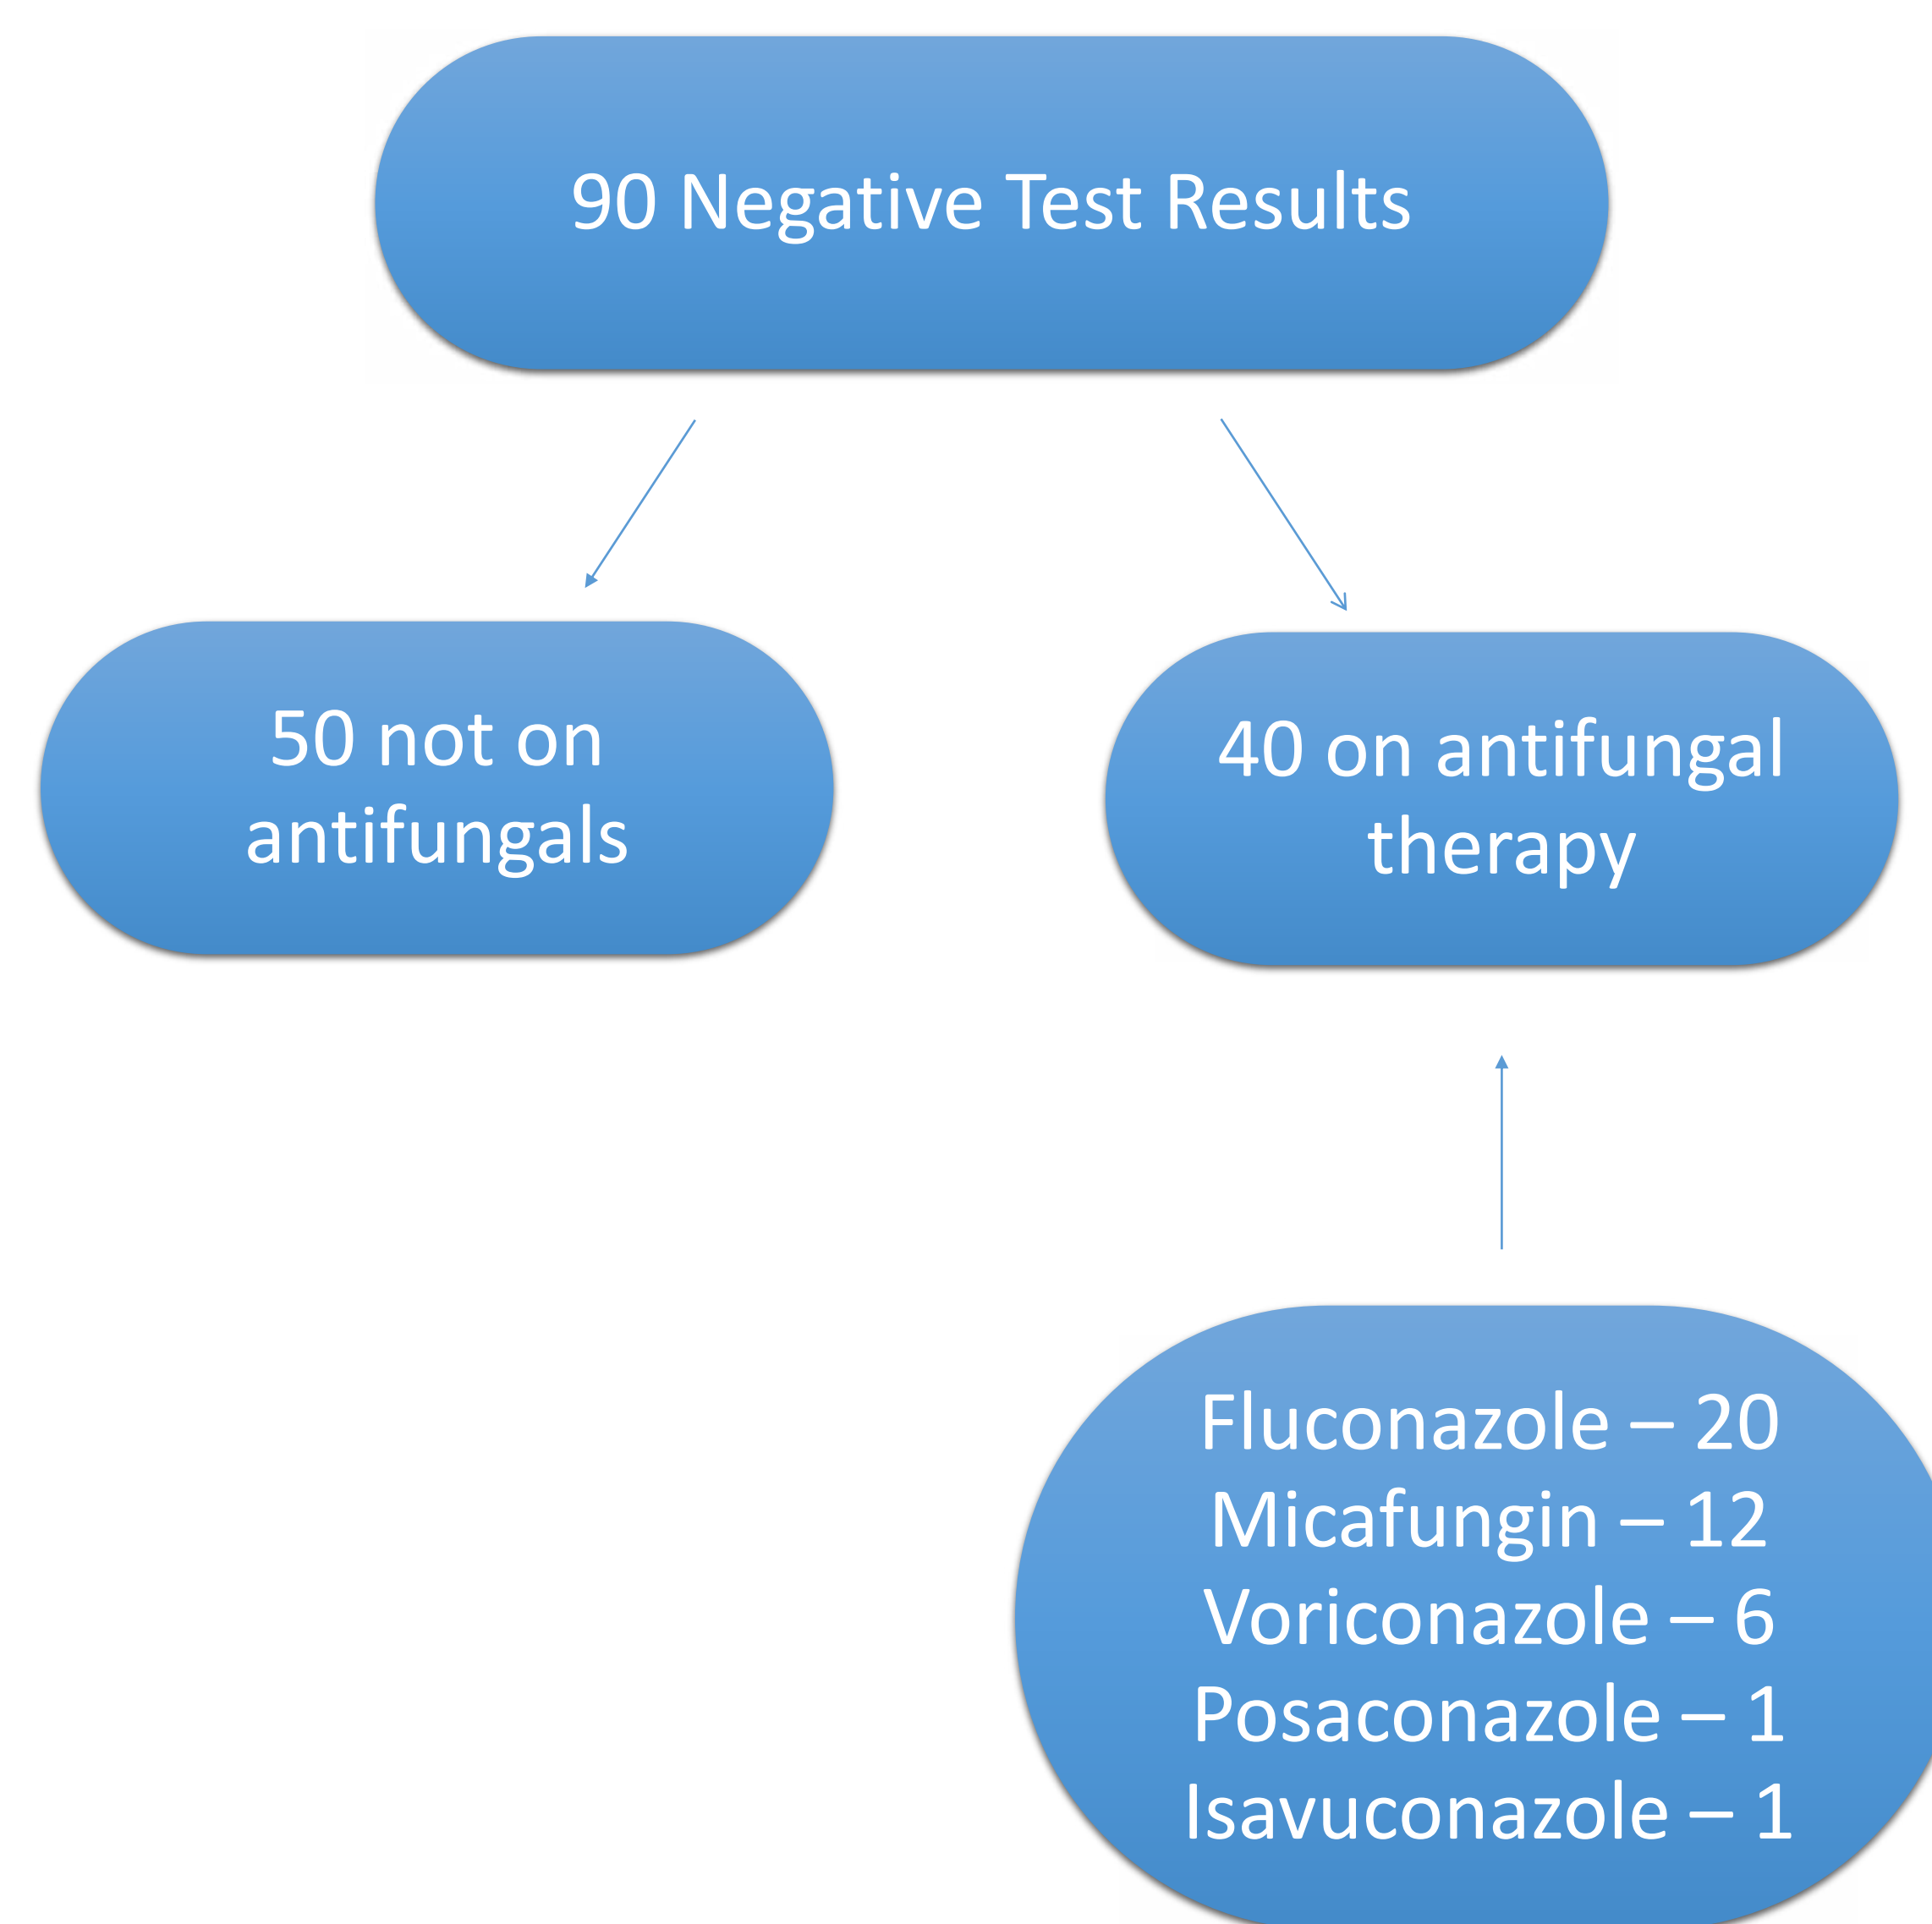 90 Negative Test Results
50 not on
antifungals
40 on antifungal
therapy
Fluconazole – 20
Micafungin – 12
Voriconazole – 6
Posaconazole – 1
Isavuconazole – 1